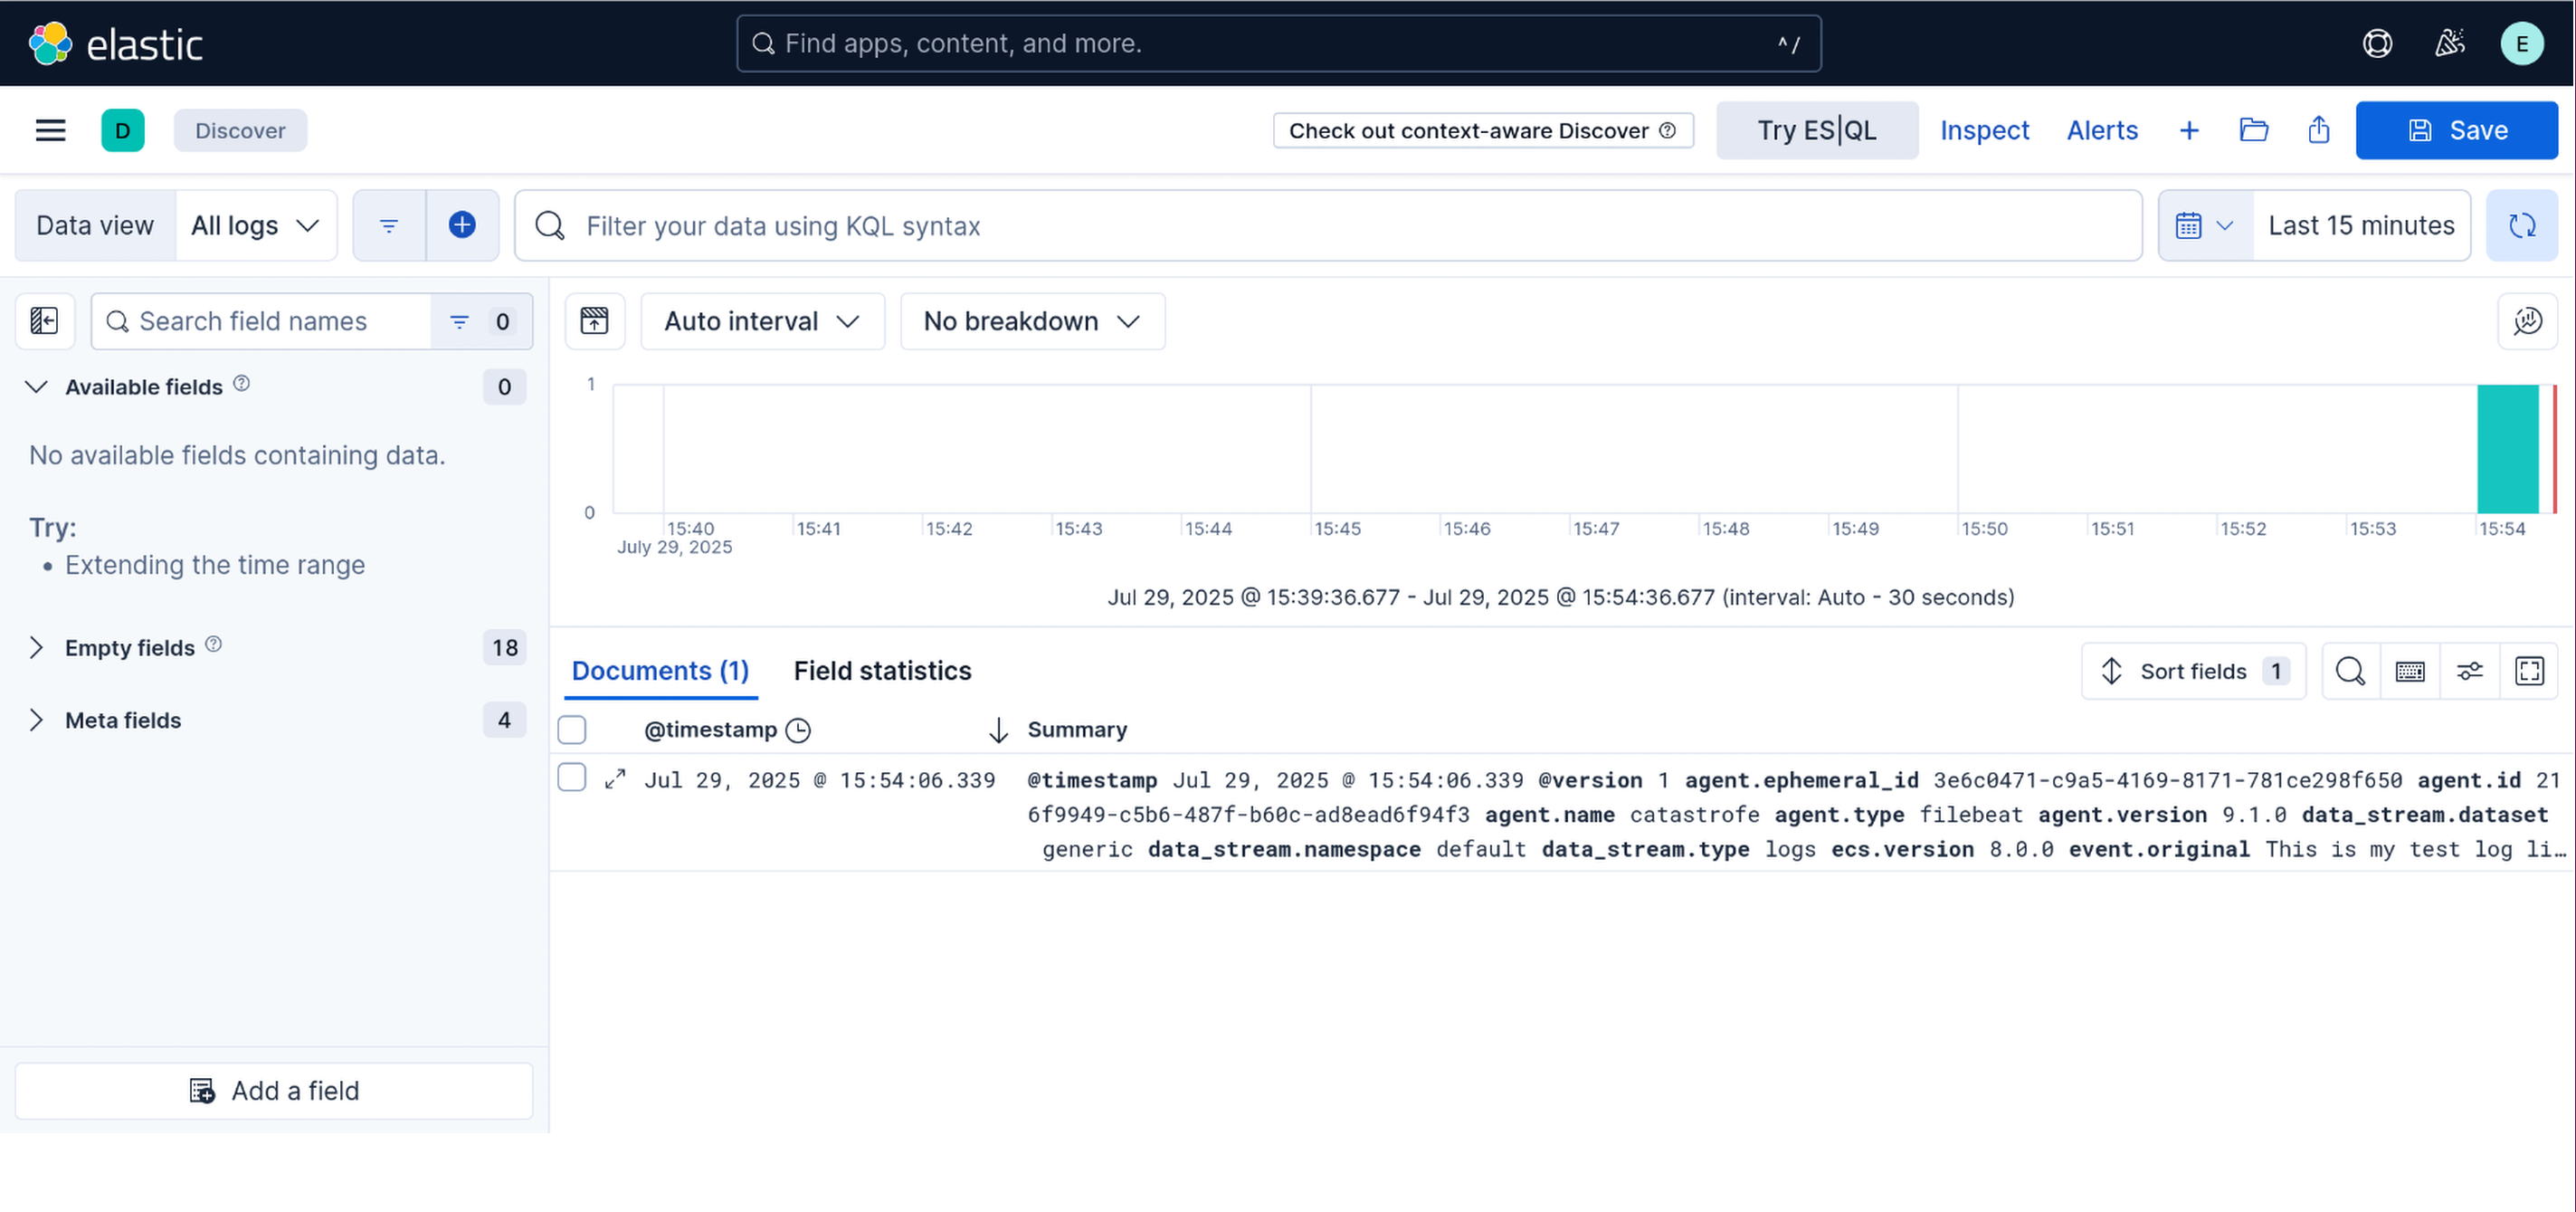 elastic
Find apps, content, and more.
^ /
E
D
Discover
Check out context-aware Discover
Try ES|QL
Inspect
Alerts
Save
Data view
All logs
Filter your data using KQL syntax
Last 15 minutes
Search field names
0
Auto interval
No breakdown
Available fields
0
No available fields containing data.
Try:
• Extending the time range
Empty fields
18
Meta fields
4
Add a field
1
0
15:40 15:41 15:42 15:43 15:44 15:45 15:46 15:47 15:48 15:49 15:50 15:51 15:52 15:53 15:54
July 29, 2025
Jul 29, 2025 @ 15:39:36.677 - Jul 29, 2025 @ 15:54:36.677 (interval: Auto - 30 seconds)
Documents (1)
Field statistics
Sort fields 1
@timestamp
Summary
Jul 29, 2025 @ 15:54:06.339
@timestamp Jul 29, 2025 @ 15:54:06.339 @version 1 agent.ephemeral_id 3e6c0471-c9a5-4169-8171-781ce298f650 agent.id 21
6f9949-c5b6-487f-b60c-ad8ead6f94f3 agent.name catastrofe agent.type filebeat agent.version 9.1.0 data_stream.dataset
generic data_stream.namespace default data_stream.type logs ecs.version 8.0.0 event.original This is my test log li…